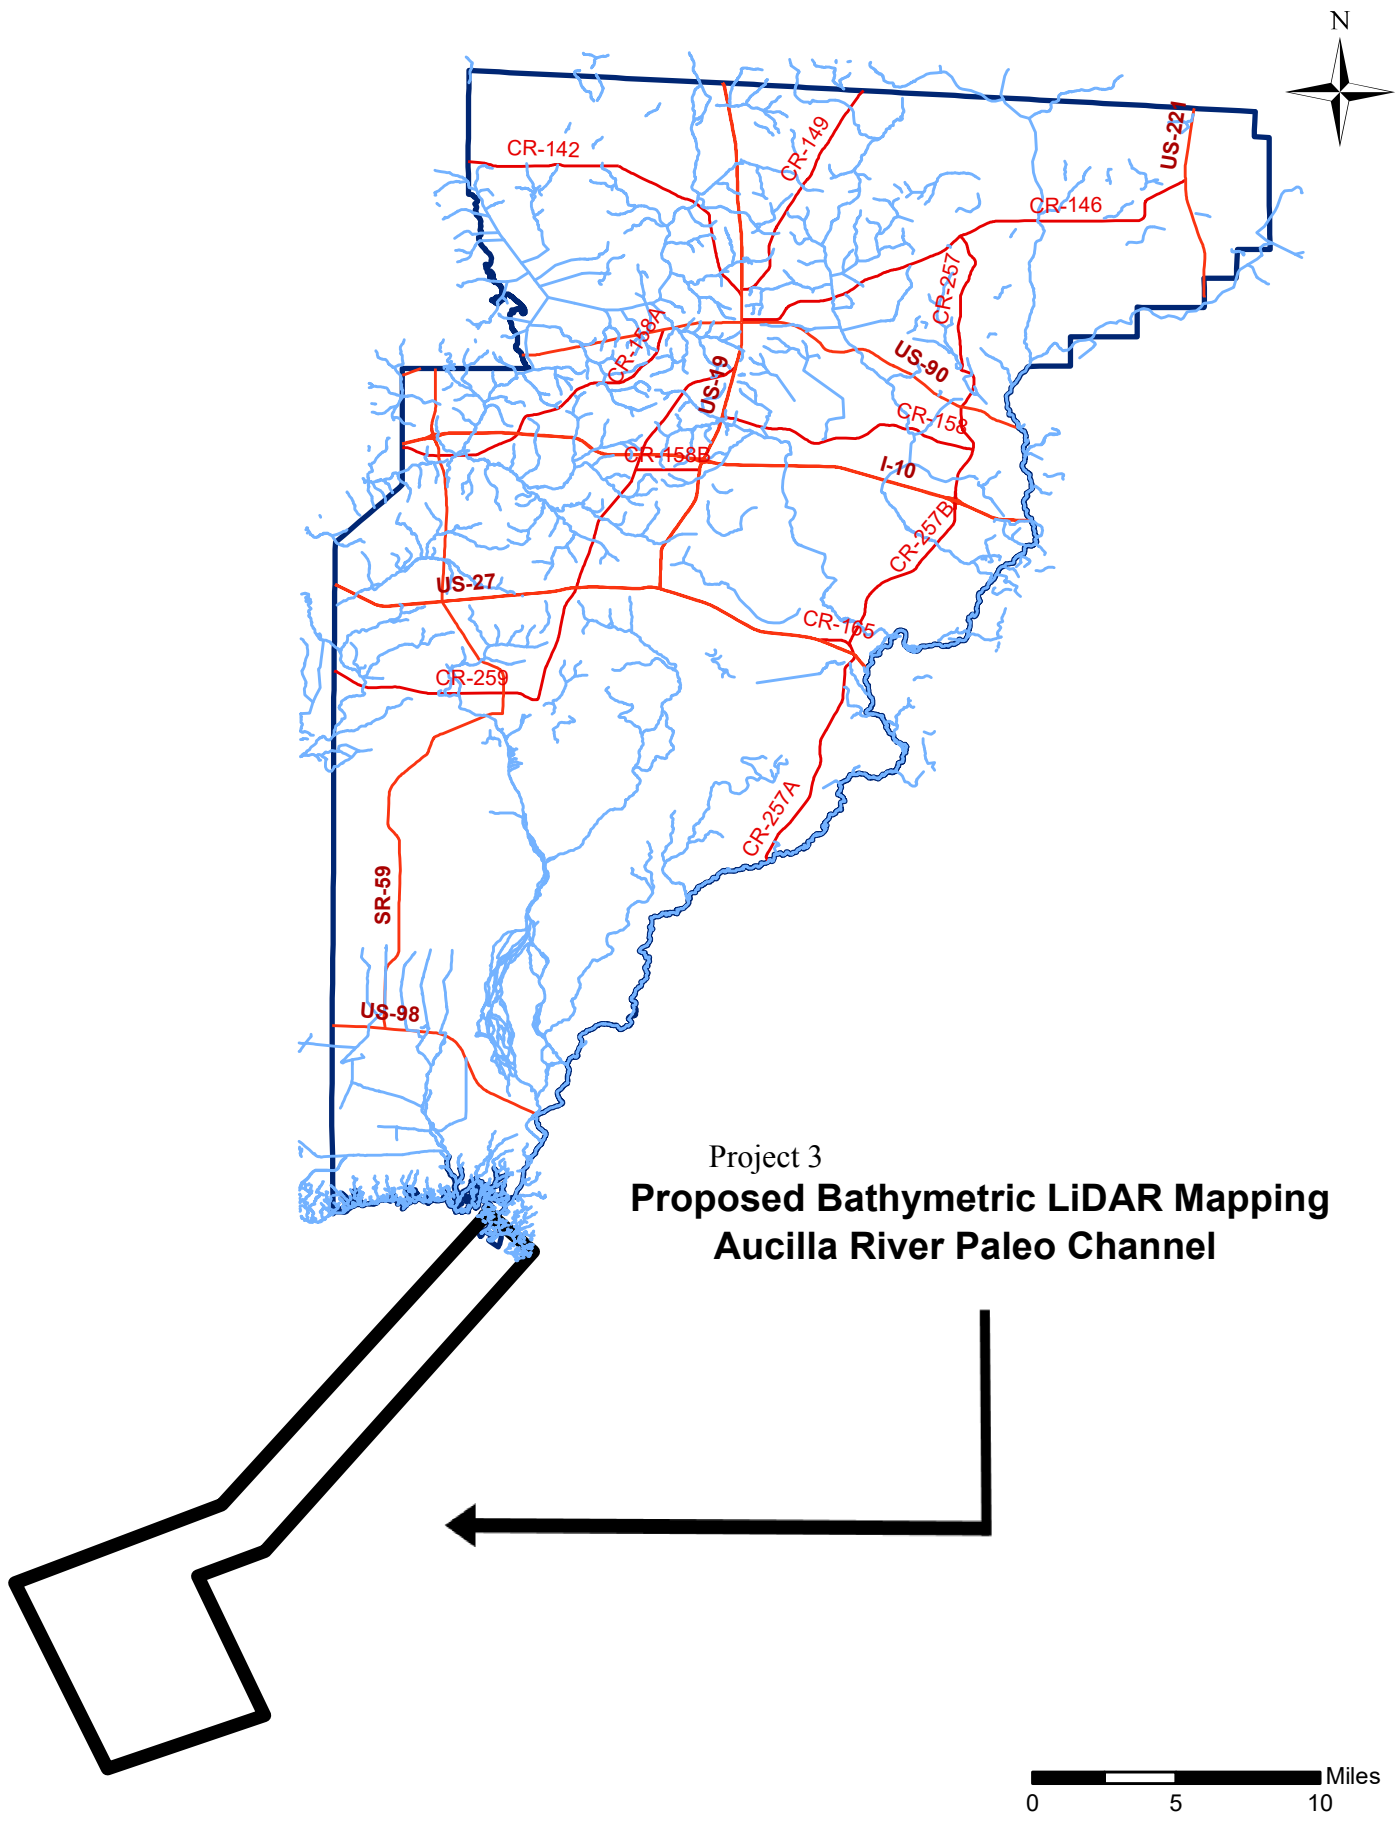 N
US-221
CR-149
CR-142
CR-146
CR-257
CR-158A
US-90
US-19
CR-158
CR-158B
I-10
CR-257B
US-27
CR-165
CR-259
CR-257A
SR-59
US-98
Project 3
Proposed Bathymetric LiDAR Mapping
Aucilla River Paleo Channel
Miles
0 5 10